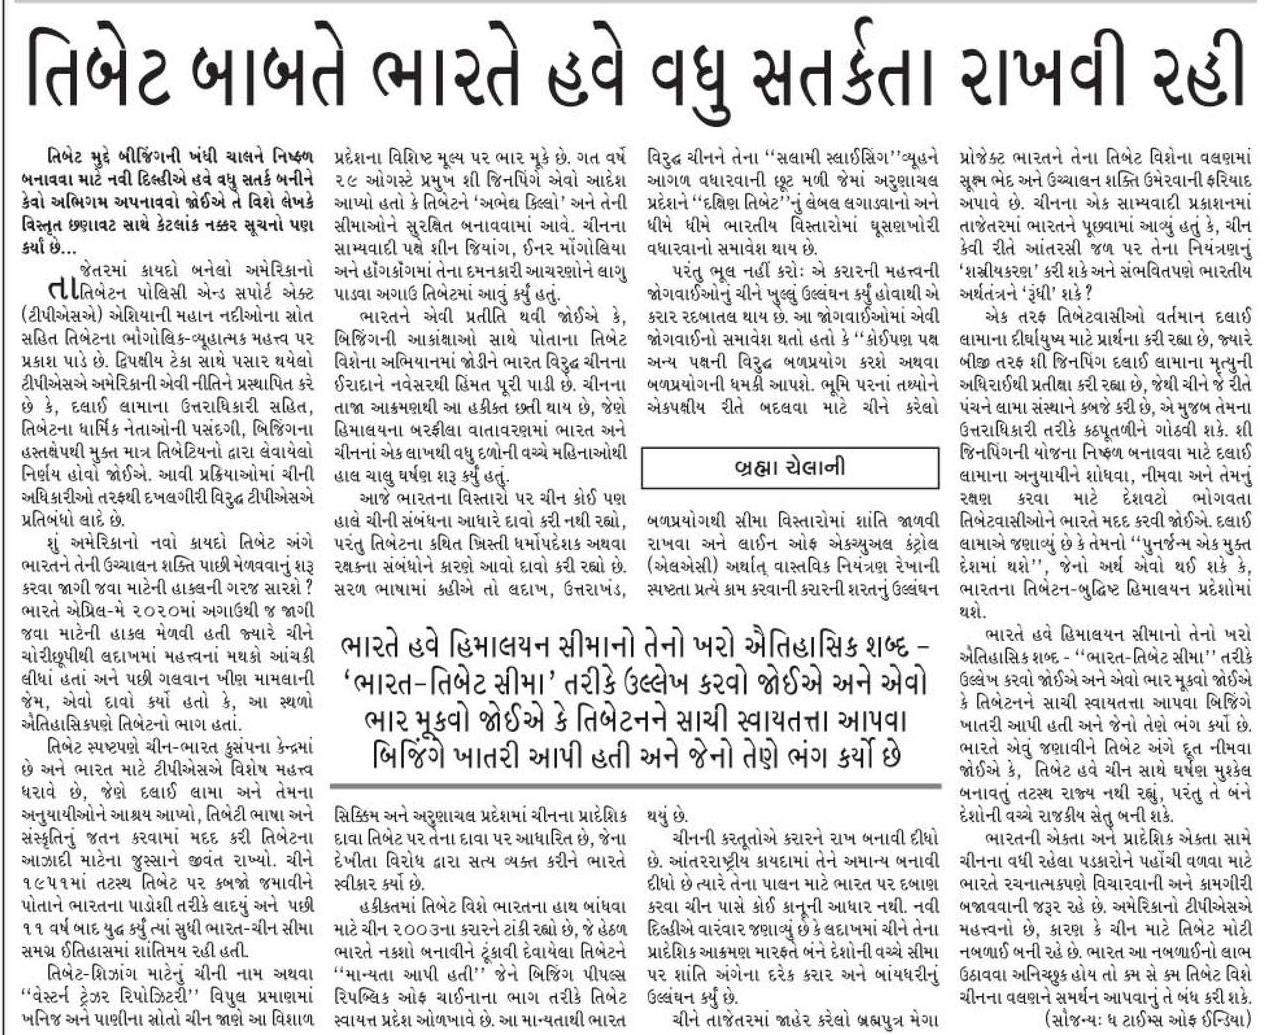 તિબેટ બાબતે ભારતે હવે વધુ સતર્કતા રાખવી રહી
તિબેટ મુદ્દે બીજિંગની ખંધી ચાલને નિષ્ફળ
બનાવવા માટે નવી દિલ્હીએ હવે વધુ સતર્ક બનીને
કેવો અભિગમ અપનાવવો જોઈએ તે વિશે લેખકે
વિસ્તૃત છણાવટ સાથે કેટલાંક નક્કર સૂચનો પણ
કર્યાં છે...
તાજેતરમાં કાયદો બનેલો અમેરિકાનો
તિબેટન પોલિસી એન્ડ સપોર્ટ એક્ટ
(ટીપીએસએ) એશિયાની મહાન નદીઓના સ્રોત
સહિત તિબેટના ભૌગોલિક-વ્યૂહાત્મક મહત્ત્વ પર
પ્રકાશ પાડે છે. દ્વિપક્ષીય ટેકા સાથે પસાર થયેલો
ટીપીએસએ અમેરિકાની એવી નીતિને પ્રસ્થાપિત કરે
છે કે, દલાઈ લામાના ઉત્તરાધિકારી સહિત,
તિબેટના ધાર્મિક નેતાઓની પસંદગી, બિજિંગના
હસ્તક્ષેપથી મુક્ત માત્ર તિબેટિયનો દ્વારા લેવાયેલો
નિર્ણય હોવો જોઈએ. આવી પ્રક્રિયાઓમાં ચીની
અધિકારીઓ તરફથી દખલગીરી વિરુદ્ધ ટીપીએસએ
પ્રતિબંધો લાદે છે.
શું અમેરિકાનો નવો કાયદો તિબેટ અંગે
ભારતને તેની ઉચ્ચાલન શક્તિ પાછી મેળવવાનું શરૂ
કરવા જાગી જવા માટેની હાકલની ગરજ સારશે?
ભારતે એપ્રિલ-મે ૨૦૨૦માં અગાઉથી જ જાગી
જવા માટેની હાકલ મેળવી હતી જ્યારે ચીને
ચોરીછૂપીથી લદાખમાં મહત્ત્વનાં મથકો આંચકી
લીધાં હતાં અને પછી ગલવાન ખીણ મામલાની
જેમ, એવો દાવો કર્યો હતો કે, આ સ્થળો
ઐતિહાસિકપણે તિબેટનો ભાગ હતાં.
તિબેટ સ્પષ્ટપણે ચીન-ભારત કુસંપના કેન્દ્રમાં
છે અને ભારત માટે ટીપીએસએ વિશેષ મહત્ત્વ
ધરાવે છે, જેણે દલાઈ લામા અને તેમના
અનુયાયીઓને આશ્રય આપ્યો, તિબેટી ભાષા અને
સંસ્કૃતિનું જતન કરવામાં મદદ કરી તિબેટના
આઝાદી માટેના જુસ્સાને જીવંત રાખ્યો. ચીને
૧૯૫૧માં તટસ્થ તિબેટ પર કબજો જમાવીને
પોતાને ભારતના પાડોશી તરીકે લાદયું અને પછી
૧૧ વર્ષ બાદ યુદ્ધ કર્યું ત્યાં સુધી ભારત-ચીન સીમા
સમગ્ર ઈતિહાસમાં શાંતિમય રહી હતી.
તિબેટ-શિઝાંગ માટેનું ચીની નામ અથવા
‘‘વેસ્ટર્ન ટ્રેઝર રિપોઝિટરી’’ વિપુલ પ્રમાણમાં
ખનિજ અને પાણીના સ્રોતો ચીન જાણે આ વિશાળ
પ્રદેશના વિશિષ્ટ મૂલ્ય પર ભાર મૂકે છે. ગત વર્ષે
૨૯ ઓગસ્ટે પ્રમુખ શી જિનપિંગે એવો આદેશ
આપ્યો હતો કે તિબેટને ‘અભેદ્ય કિલ્લો’ અને તેની
સીમાઓને સુરક્ષિત બનાવવામાં આવે. ચીનના
સામ્યવાદી પક્ષે શીન જિયાંગ, ઈનર મોંગોલિયા
અને હૉંગકૉંગમાં તેના દમનકારી આચરણોને લાગુ
પાડવા અગાઉ તિબેટમાં આવું કર્યું હતું.
ભારતને એવી પ્રતીતિ થવી જોઈએ કે,
બિજિંગની આકાંક્ષાઓ સાથે પોતાના તિબેટ
વિશેના અભિયાનમાં જોડીને ભારત વિરુદ્ધ ચીનના
ઈરાદાને નવેસરથી હિંમત પૂરી પાડી છે. ચીનના
તાજા આક્રમણથી આ હકીકત છતી થાય છે, જેણે
હિમાલયના બરફીલા વાતાવરણમાં ભારત અને
ચીનનાં એક લાખથી વધુ દળોની વચ્ચે મહિનાઓથી
હાલ ચાલુ ઘર્ષણ શરૂ કર્યું હતું.
આજે ભારતના વિસ્તારો પર ચીન કોઈ પણ
હાલે ચીની સંબંધના આધારે દાવો કરી નથી રહ્યો,
પરંતુ તિબેટના કથિત ખ્રિસ્તી ધર્મોપદેશક અથવા
રક્ષકના સંબંધોને કારણે આવો દાવો કરી રહ્યો છે.
સરળ ભાષામાં કહીએ તો લદાખ, ઉત્તરાખંડ,
ભારતે હવે હિમાલયન સીમાનો તેનો ખરો ઐતિહાસિક શબ્દ -
‘ભારત-તિબેટ સીમા’ તરીકે ઉલ્લેખ કરવો જોઈએ અને એવો
ભાર મૂકવો જોઈએ કે તિબેટનને સાચી સ્વાયતત્તા આપવા
બિજિંગે ખાતરી આપી હતી અને જેનો તેણે ભંગ કર્યો છે
સિક્કિમ અને અરુણાચલ પ્રદેશમાં ચીનના પ્રાદેશિક
દાવા તિબેટ પર તેના દાવા પર આધારિત છે, જેના
દેખીતા વિરોધ દ્વારા સત્ય વ્યક્ત કરીને ભારતે
સ્વીકાર કર્યો છે.
હકીકતમાં તિબેટ વિશે ભારતના હાથ બાંધવા
માટે ચીન ૨૦૦૩ના કરારને ટાંકી રહ્યો છે, જે હેઠળ
ભારતે નકશો બનાવીને ટૂંકાવી દેવાયેલા તિબેટને
‘‘માન્યતા આપી હતી’’ જેને બિજિંગ પીપલ્સ
રિપબ્લિક ઓફ ચાઈનાના ભાગ તરીકે તિબેટ
સ્વાયત્ત પ્રદેશ ઓળખાવે છે. આ માન્યતાથી ભારત
વિરુદ્ધ ચીનને તેના ‘‘સલામી સ્લાઈસિંગ’’વ્યૂહને
આગળ વધારવાની છૂટ મળી જેમાં અરુણાચલ
પ્રદેશને ‘‘દક્ષિણ તિબેટ’’નું લેબલ લગાડવાનો અને
ધીમે ધીમે ભારતીય વિસ્તારોમાં ઘૂસણખોરી
વધારવાનો સમાવેશ થાય છે.
પરંતુ ભૂલ નહીં કરોઃ એ કરારની મહત્ત્વની
જોગવાઈઓનું ચીને ખુલ્લું ઉલ્લંઘન કર્યું હોવાથી એ
કરાર રદબાતલ થાય છે. આ જોગવાઈઓમાં એવી
જોગવાઈનો સમાવેશ થતો હતો કે ‘‘કોઈપણ પક્ષ
અન્ય પક્ષની વિરુદ્ધ બળપ્રયોગ કરશે અથવા
બળપ્રયોગની ધમકી આપશે. ભૂમિ પરનાં તથ્યોને
એકપક્ષીય રીતે બદલવા માટે ચીને કરેલો
બ્રહ્મા ચેલાની
બળપ્રયોગથી સીમા વિસ્તારોમાં શાંતિ જાળવી
રાખવા અને લાઈન ઓફ એક્ચ્યુઅલ કંટ્રોલ
(એલએસી) અર્થાત્ વાસ્તવિક નિયંત્રણ રેખાની
સ્પષ્ટતા પ્રત્યે કામ કરવાની કરારની શરતનું ઉલ્લંઘન
થયું છે.
ચીનની કરતૂતોએ કરારને રાખ બનાવી દીધો
છે. આંતરરાષ્ટ્રીય કાયદામાં તેને અમાન્ય બનાવી
દીધો છે ત્યારે તેના પાલન માટે ભારત પર દબાણ
કરવા ચીન પાસે કોઈ કાનૂની આધાર નથી. નવી
દિલ્હીએ વારંવાર જણાવ્યું છે કે લદાખમાં ચીને તેના
પ્રાદેશિક આક્રમણ મારફતે બંને દેશોની વચ્ચે સીમા
પર શાંતિ અંગેના દરેક કરાર અને બાંયધરીનું
ઉલ્લંઘન કર્યું છે.
ચીને તાજેતરમાં જાહેર કરેલો બ્રહ્મપુત્ર મેગા
પ્રોજેક્ટ ભારતને તેના તિબેટ વિશેના વલણમાં
સૂક્ષ્મ ભેદ અને ઉચ્ચાલન શક્તિ ઉમેરવાની ફરિયાદ
અપાવે છે. ચીનના એક સામ્યવાદી પ્રકાશનમાં
તાજેતરમાં ભારતને પૂછવામાં આવ્યું હતું કે, ચીન
કેવી રીતે આંતરસી જળ પર તેના નિયંત્રણનું
‘શસ્ત્રીયકરણ’ કરી શકે અને સંભવિતપણે ભારતીય
અર્થતંત્રને ‘રૂંધી’ શકે?
એક તરફ તિબેટવાસીઓ વર્તમાન દલાઈ
લામાના દીર્ઘાયુષ્ય માટે પ્રાર્થના કરી રહ્યા છે, જ્યારે
બીજી તરફ શી જિનપિંગ દલાઈ લામાના મૃત્યુની
અધિરાઈથી પ્રતીક્ષા કરી રહ્યા છે, જેથી ચીને જે રીતે
પંચને લામા સંસ્થાને કબજે કરી છે, એ મુજબ તેમના
ઉત્તરાધિકારી તરીકે કઠપૂતળીને ગોઠવી શકે. શી
જિનપિંગની યોજના નિષ્ફળ બનાવવા માટે દલાઈ
લામાના અનુયાયીને શોધવા, નીમવા અને તેમનું
રક્ષણ કરવા માટે દેશવટો ભોગવતા
તિબેટવાસીઓને ભારતે મદદ કરવી જોઈએ. દલાઈ
લામાએ જણાવ્યું છે કે તેમનો ‘‘પુનર્જન્મ એક મુક્ત
દેશમાં થશે’’, જેનો અર્થ એવો થઈ શકે કે,
ભારતના તિબેટન-બુદ્ધિષ્ટ હિમાલયન પ્રદેશોમાં
થશે.
ભારતે હવે હિમાલયન સીમાનો તેનો ખરો
ઐતિહાસિક શબ્દ - ‘‘ભારત-તિબેટ સીમા’’ તરીકે
ઉલ્લેખ કરવો જોઈએ અને એવો ભાર મૂકવો જોઈએ
કે તિબેટનને સાચી સ્વાયતત્તા આપવા બિજિંગે
ખાતરી આપી હતી અને જેનો તેણે ભંગ કર્યો છે.
ભારતે એવું જણાવીને તિબેટ અંગે દૂત નીમવા
જોઈએ કે, તિબેટ હવે ચીન સાથે ઘર્ષણ મુશ્કેલ
બનાવતું તટસ્થ રાજ્ય નથી રહ્યું, પરંતુ તે બંને
દેશોની વચ્ચે રાજકીય સેતુ બની શકે.
ભારતની એકતા અને પ્રાદેશિક એકતા સામે
ચીનના વધી રહેલા પડકારોને પહોંચી વળવા માટે
ભારતે રચનાત્મકપણે વિચારવાની અને કામગીરી
બજાવવાની જરૂર રહે છે. અમેરિકાનો ટીપીએસએ
મહત્ત્વનો છે, કારણ કે ચીન માટે તિબેટ મોટી
નબળાઈ બની રહે છે. ભારત આ નબળાઈનો લાભ
ઉઠાવવા અનિચ્છુક હોય તો કમ સે કમ તિબેટ વિશે
ચીનના વલણને સમર્થન આપવાનું તે બંધ કરી શકે.
(સૌજન્યઃ ધ ટાઈમ્સ ઓફ ઈન્ડિયા)